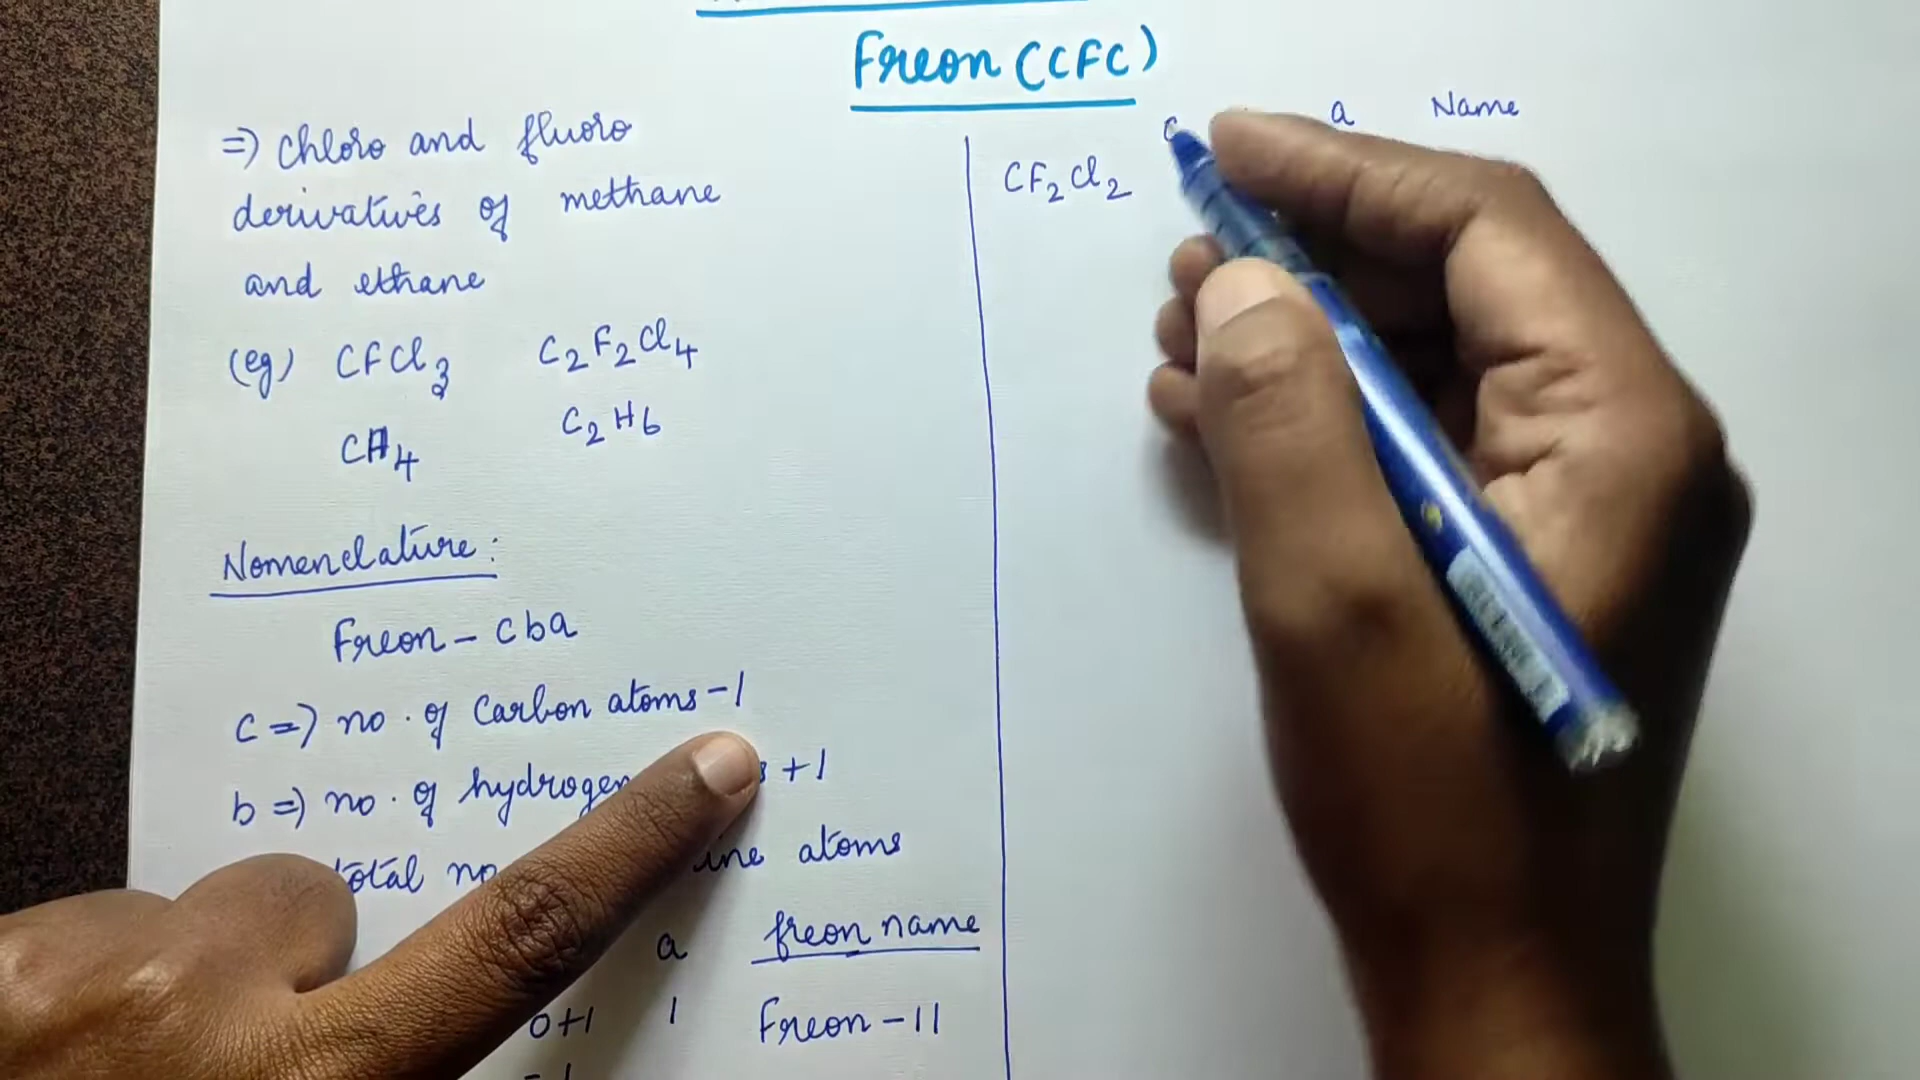 Freon (CFC)
=> chloro and fluoro
derivatives of methane
and ethane
(eg) CFCl3 C2F2Cl4
CH4 C2H6
Nomenclature:
Freon - cba
c => no. of Carbon atoms - 1
b => no. of +1
total no atoms
a freon name
0+1 1 Freon - 11
= 1
c a Name
CF2Cl2